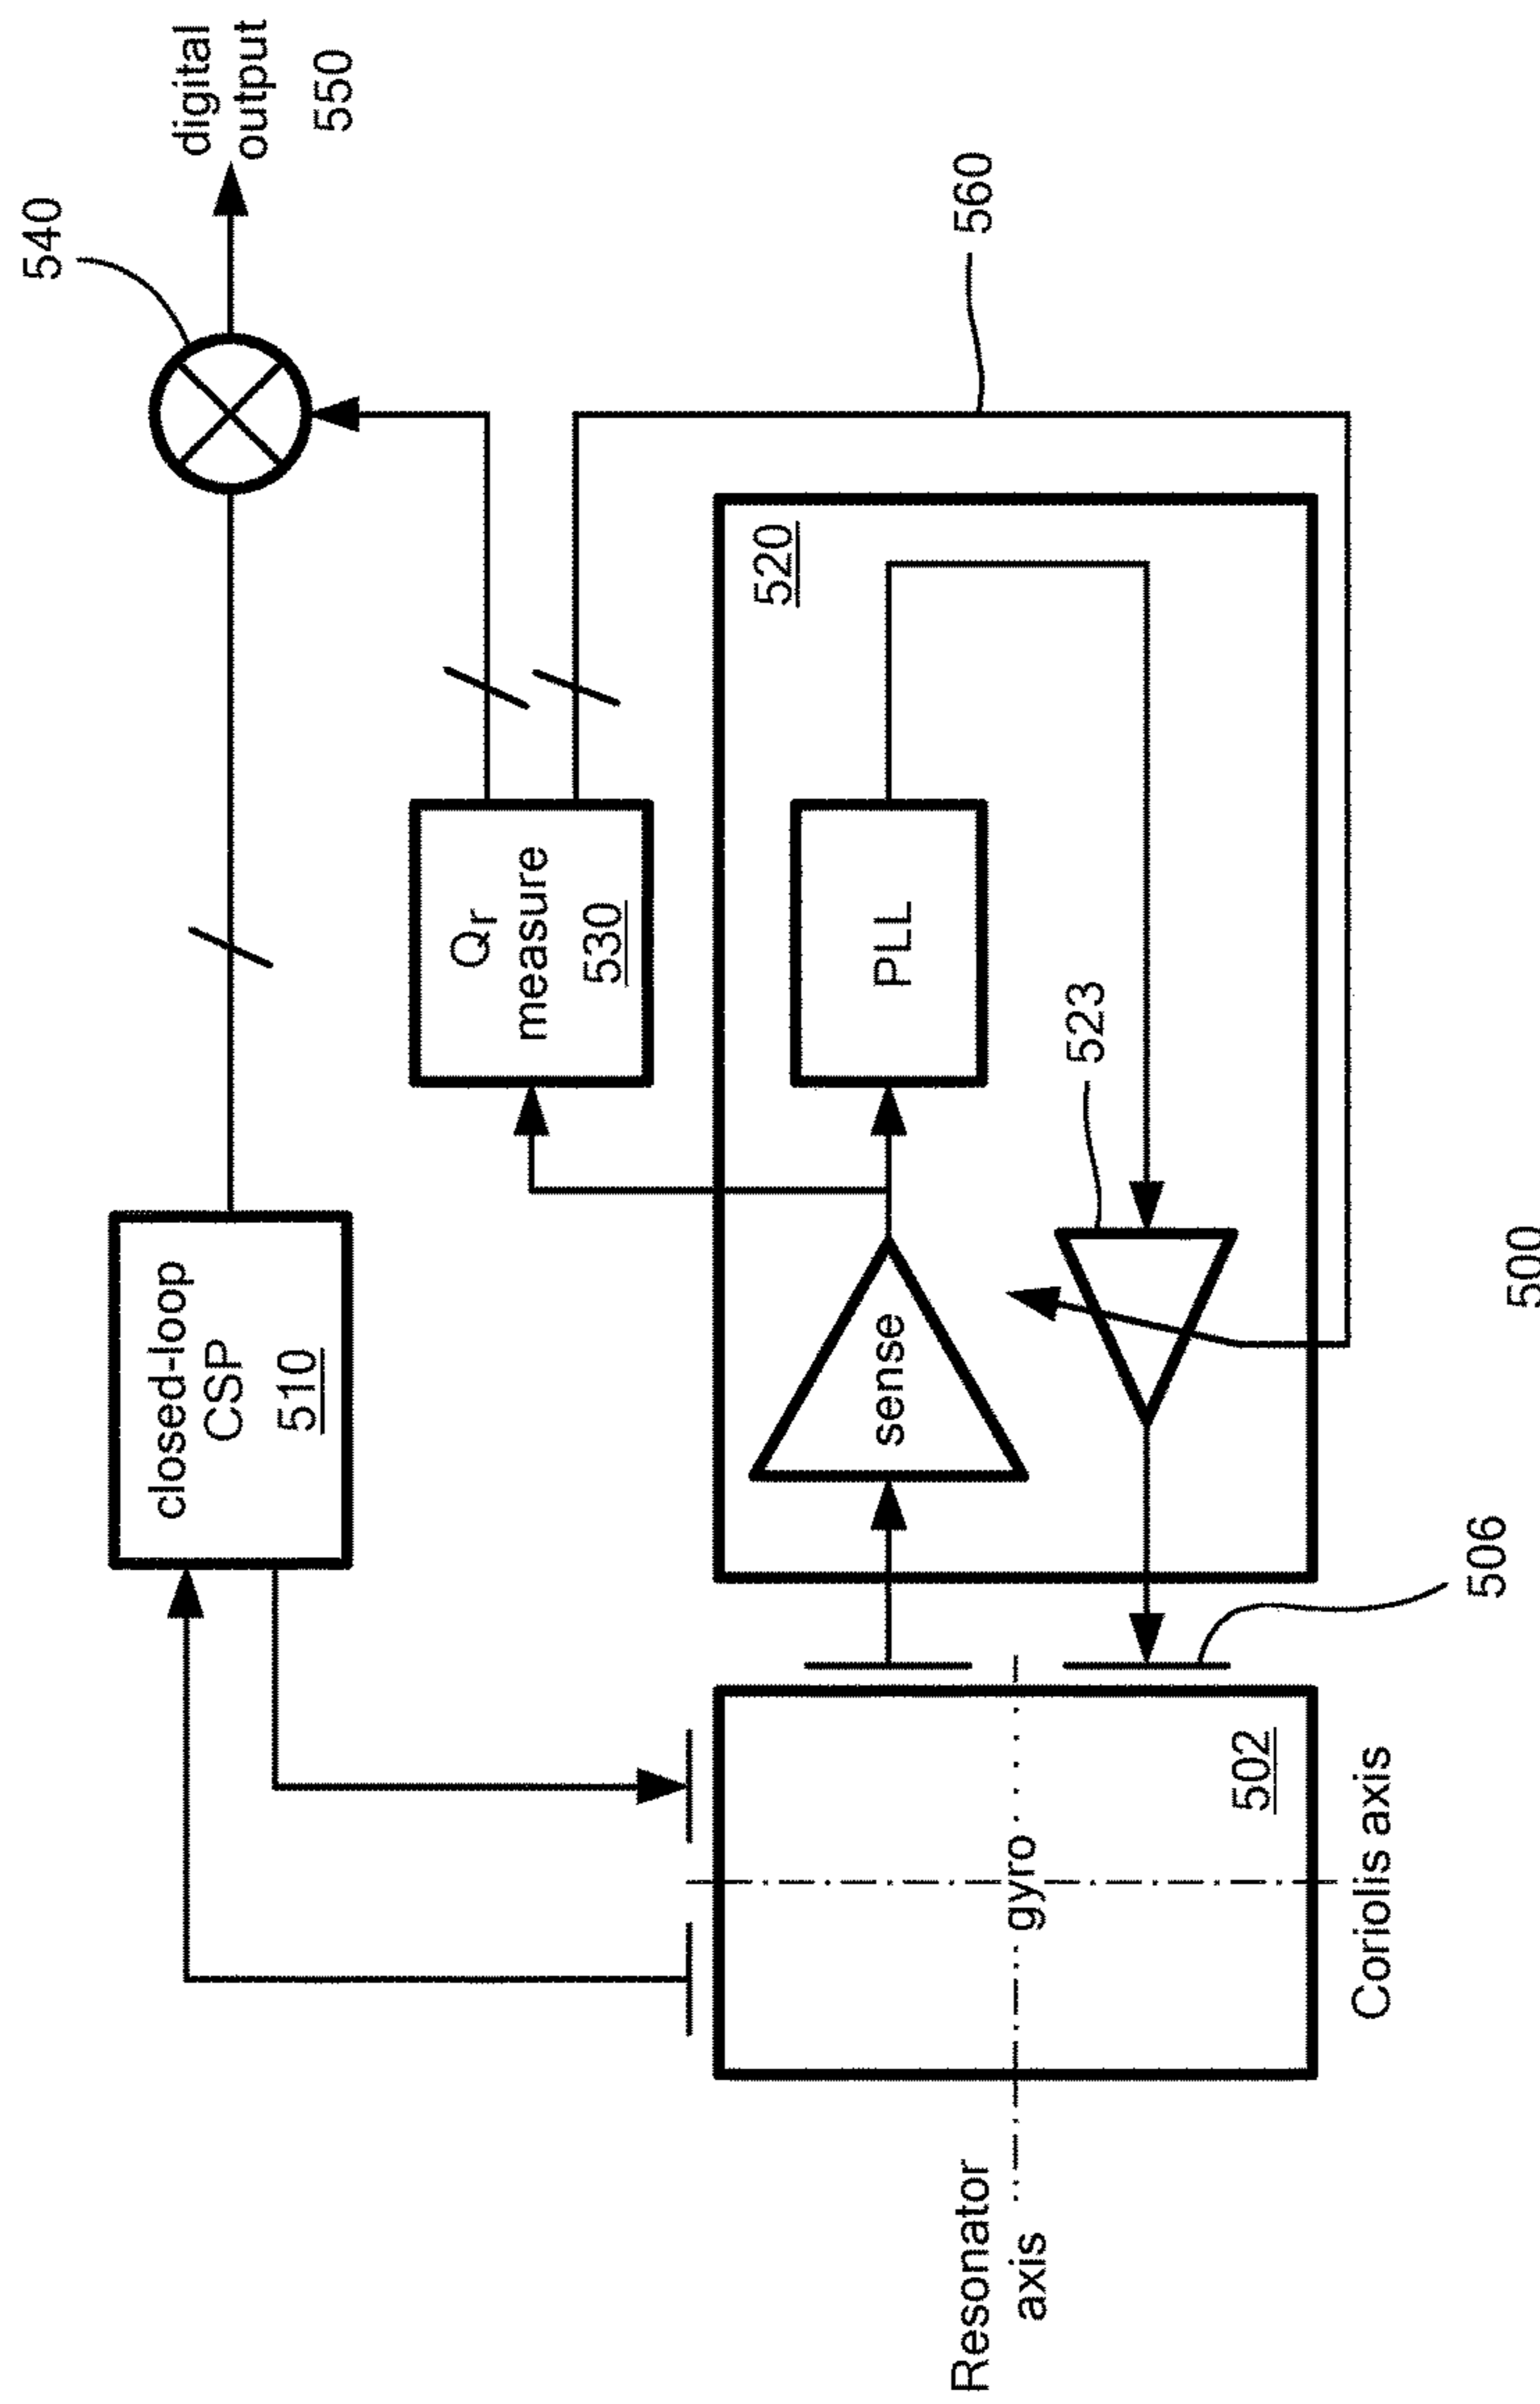 closed-loop
CSP
510
540
digital
output
550
Qr
measure
530
520
sense
PLL
523
560
Resonator
axis
gyro
502
506
Coriolis axis
500